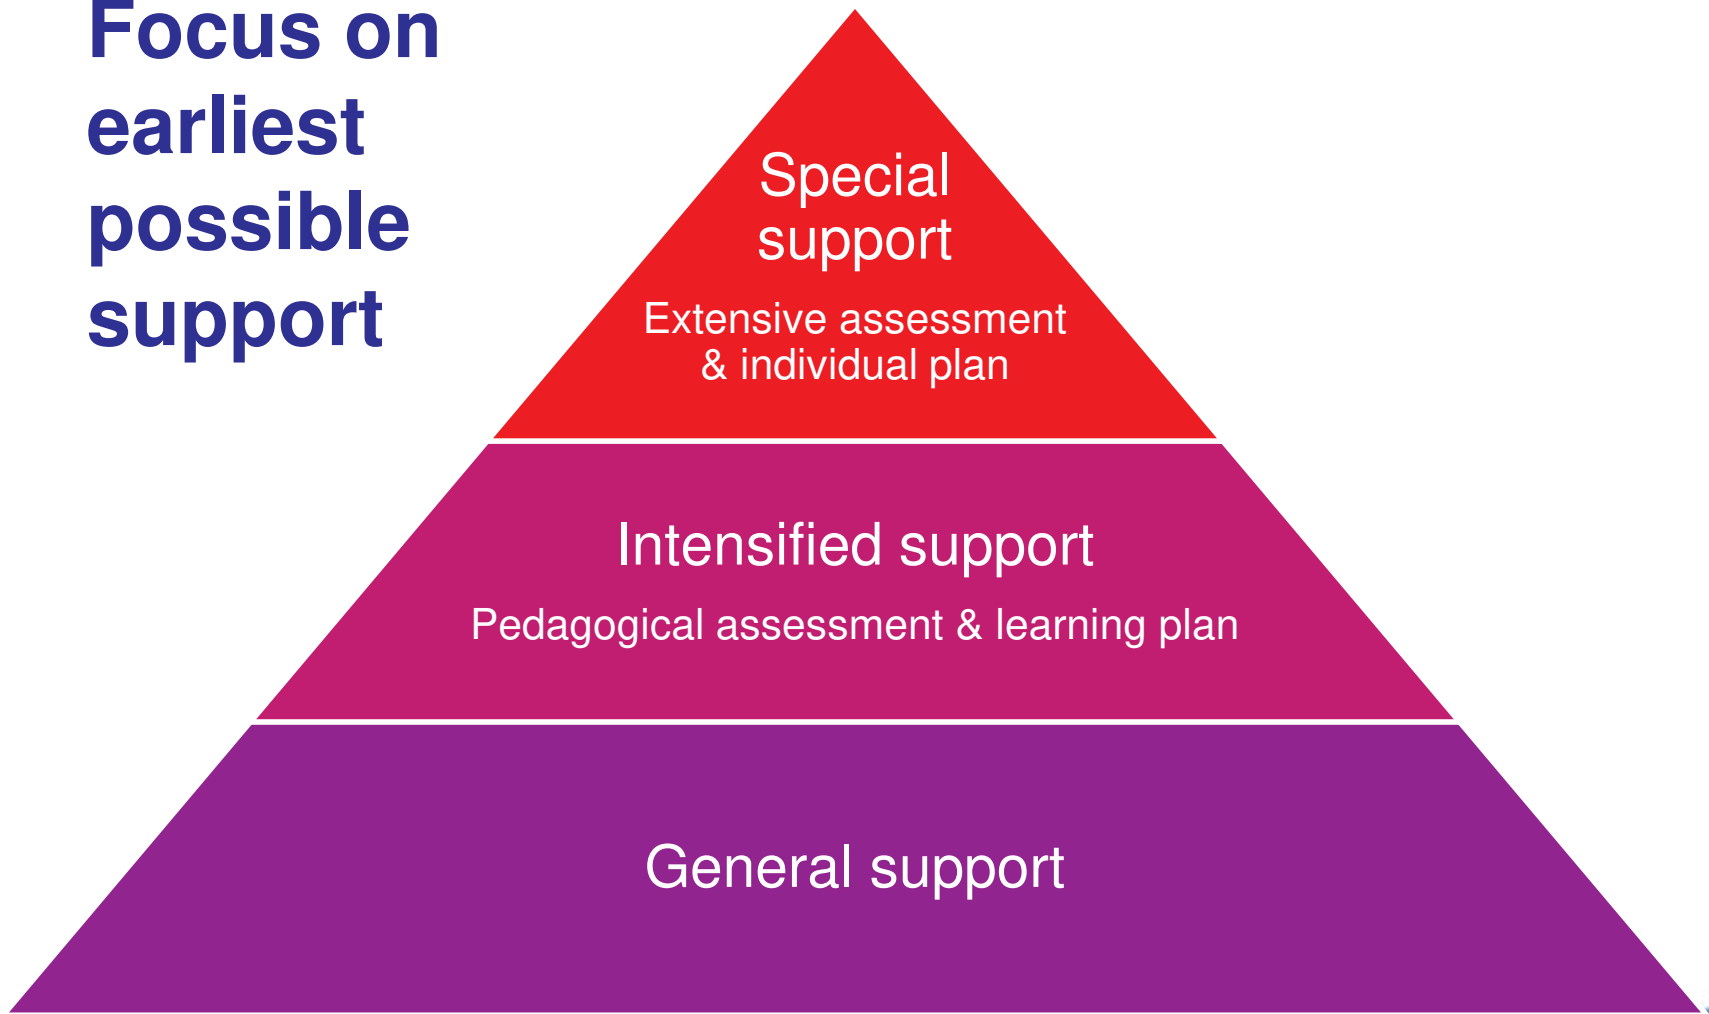 Focus on
earliest
possible
support
Special
support
Extensive assessment
& individual plan
Intensified support
Pedagogical assessment & learning plan
General support